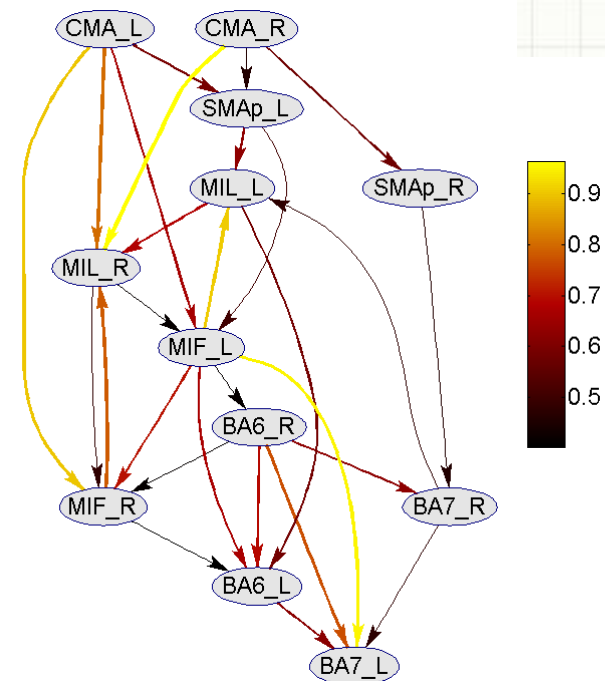 CMA_L CMA_R
SMAp_L
MIL_L SMAp_R
MIL_R
MIF_L
BA6_R
MIF_R BA7_R
BA6_L
BA7_L
0.9
0.8
0.7
0.6
0.5